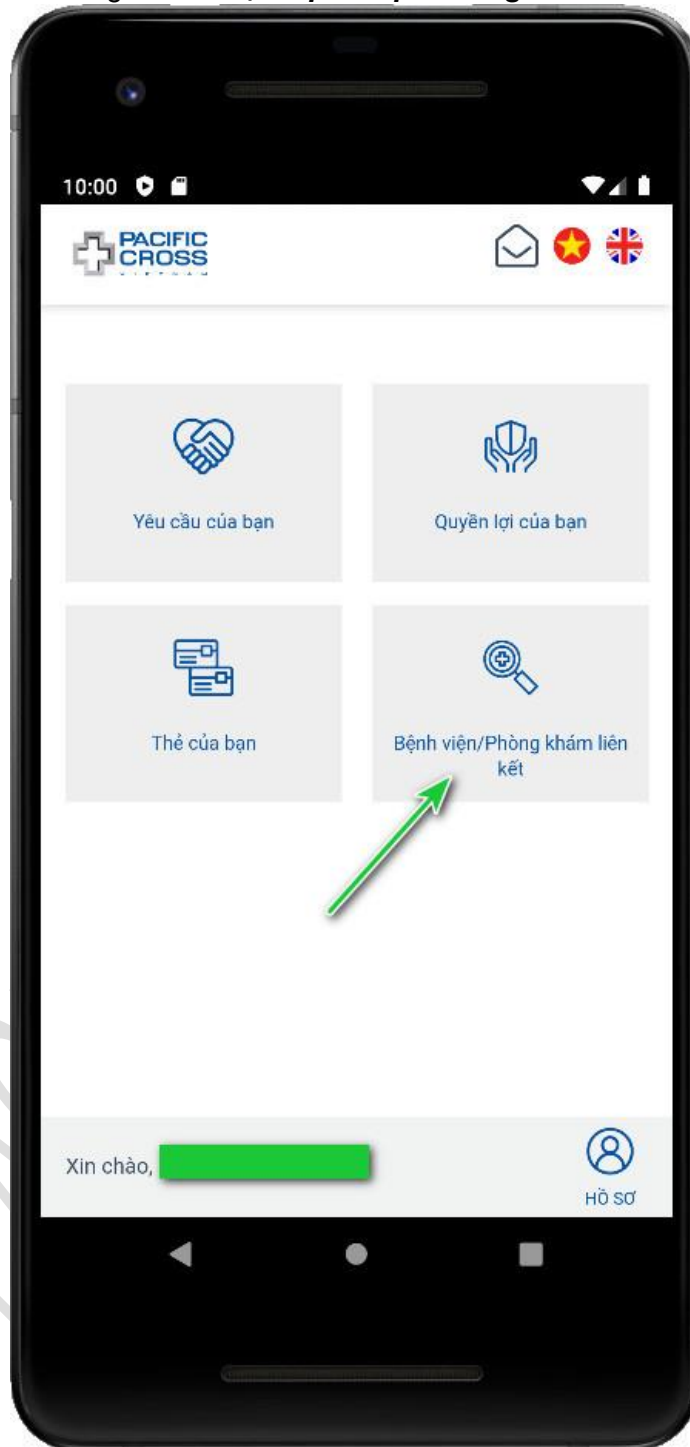 10:00
PACIFIC
CROSS
Yêu cầu của bạn
Quyền lợi của bạn
Thẻ của bạn
Bệnh viện/Phòng khám liên
kết
Xin chào,
HỒ SƠ